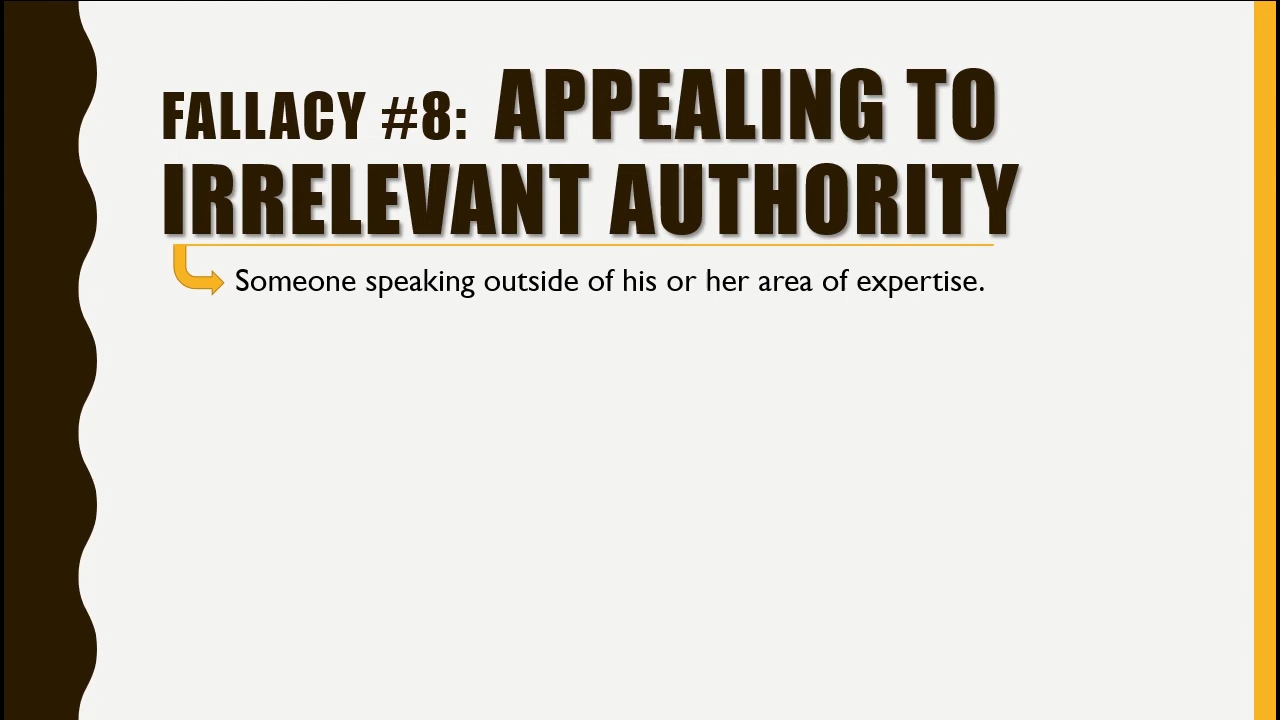 FALLACY #8: APPEALING TO
IRRELEVANT AUTHORITY
Someone speaking outside of his or her area of expertise.